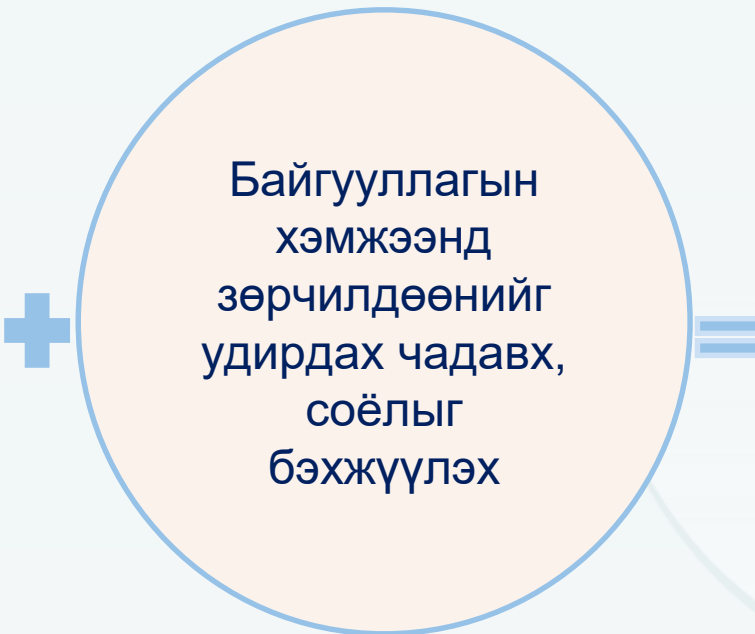 Байгууллагын
хэмжээнд
зөрчилдөөнийг
удирдах чадавх,
соёлыг
бэхжүүлэх